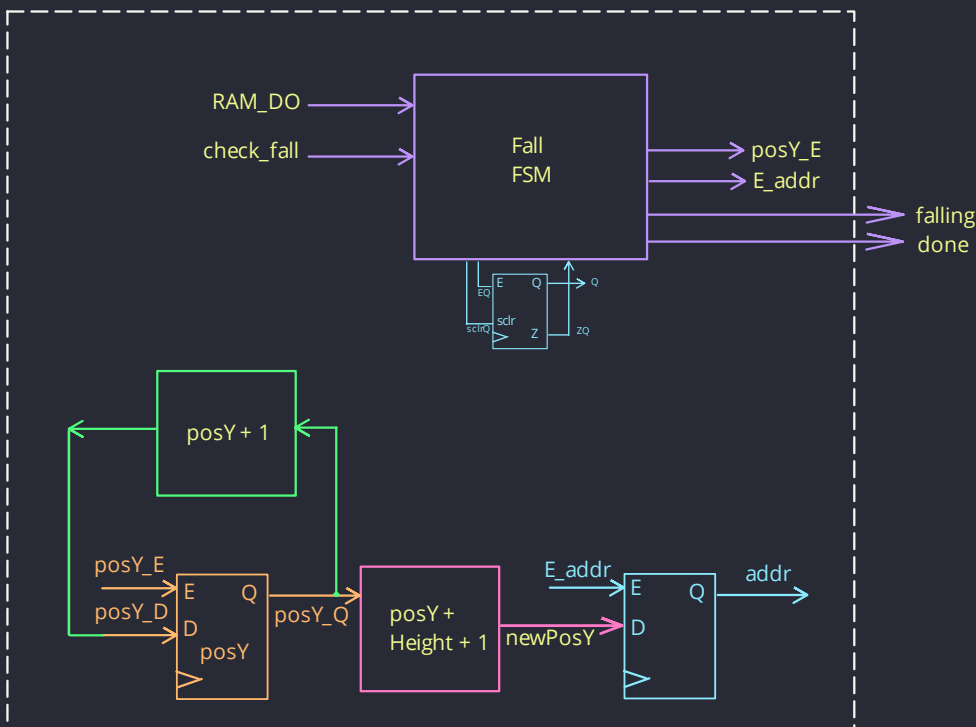 RAM_DO
check_fall
Fall
FSM
posY_E
E_addr
falling
done
E
Q
Q
EQ
sclr
sclrQ
Z
ZQ
posY + 1
posY_E
E
Q
posY_D
D
posY
posY_Q
posY +
Height + 1
newPosY
E_addr
E
Q
addr
D